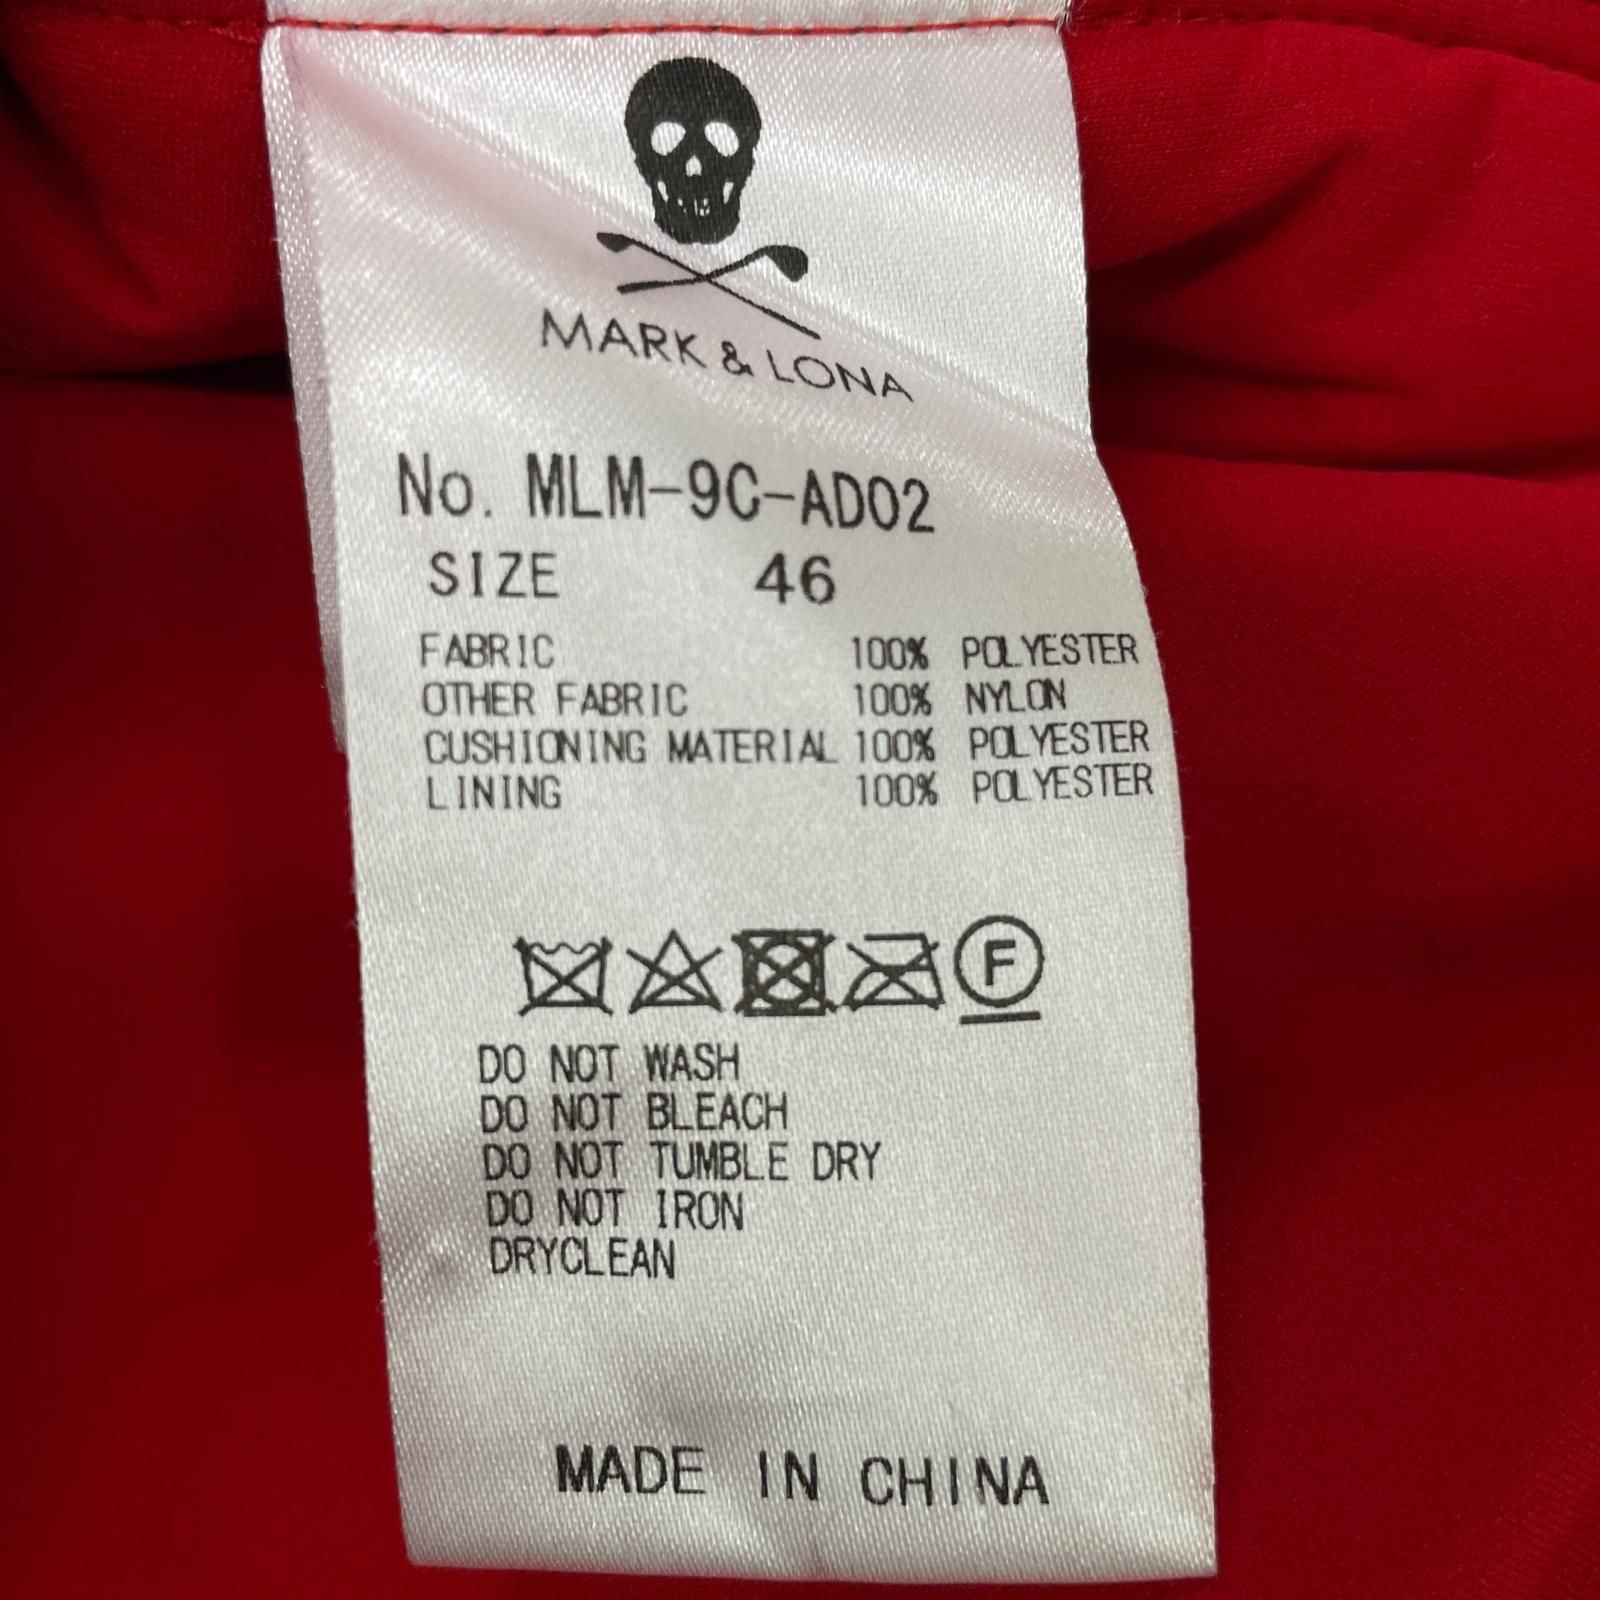 MARK & LONA
No. MLM-9C-AD02
SIZE 46
FABRIC 100% POLYESTER
OTHER FABRIC 100% NYLON
CUSHIONING MATERIAL 100% POLYESTER
LINING 100% POLYESTER
F
DO NOT WASH
DO NOT BLEACH
DO NOT TUMBLE DRY
DO NOT IRON
DRYCLEAN
MADE IN CHINA